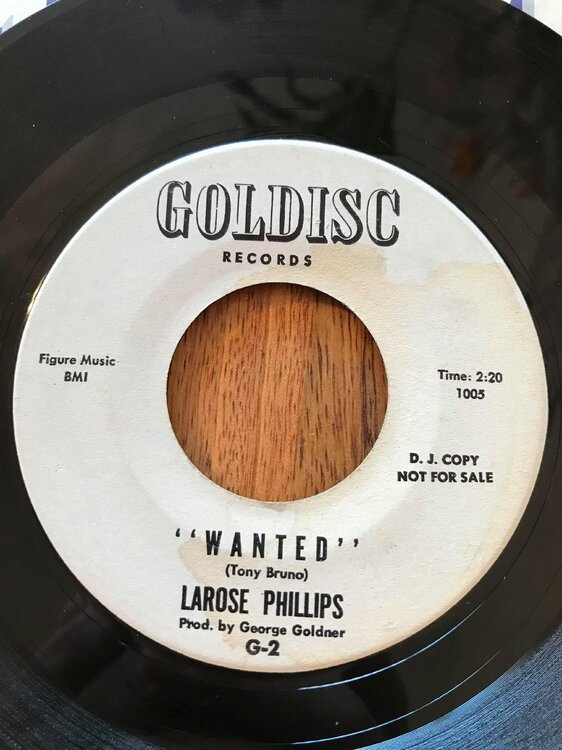 GOLDISC
RECORDS
Figure Music
BMI
Time: 2:20
1005
D. J. COPY
NOT FOR SALE
‘‘WANTED’’
(Tony Bruno)
LAROSE PHILLIPS
Prod. by George Goldner
G-2